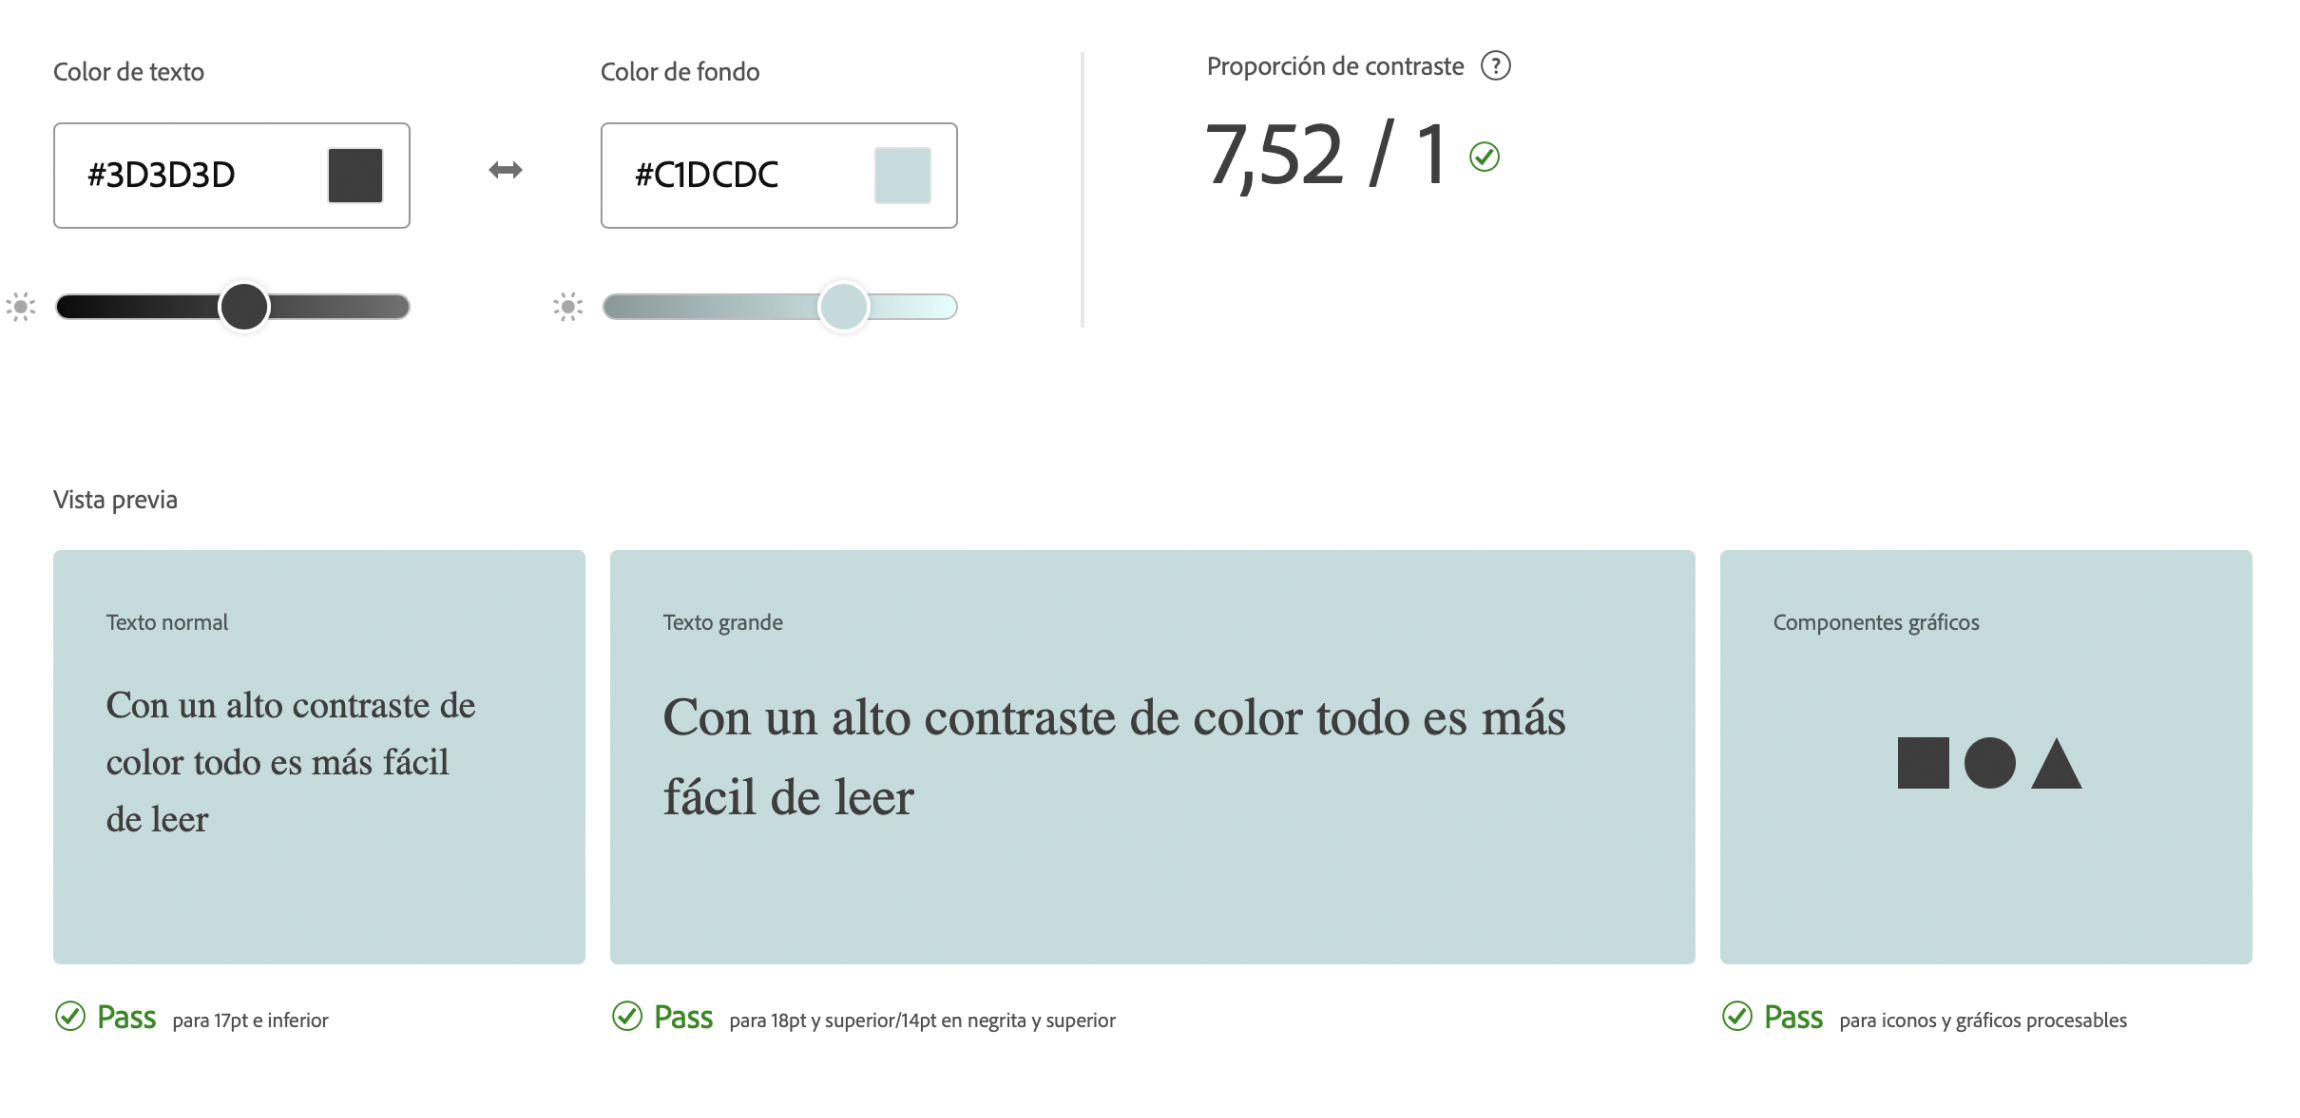 Color de texto
Color de fondo
Proporción de contraste ?
#3D3D3D
#C1DCDC
7,52 / 1
Vista previa
Texto normal
Con un alto contraste de
color todo es más fácil
de leer
Texto grande
Con un alto contraste de color todo es más
fácil de leer
Componentes gráficos
Pass para 17pt e inferior
Pass para 18pt y superior/14pt en negrita y superior
Pass para iconos y gráficos procesables